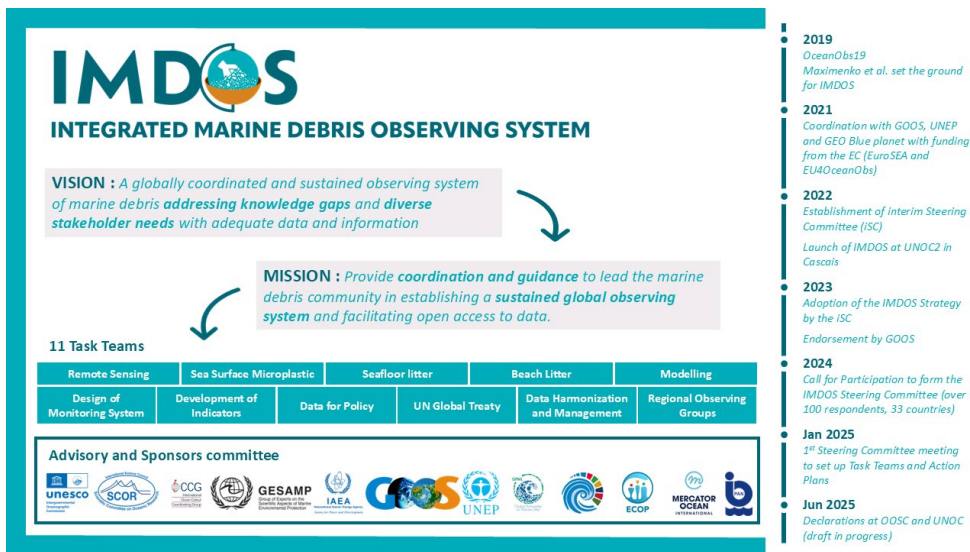 IMDOS
INTEGRATED MARINE DEBRIS OBSERVING SYSTEM
VISION : A globally coordinated and sustained observing system
of marine debris addressing knowledge gaps and diverse
stakeholder needs with adequate data and information
MISSION : Provide coordination and guidance to lead the marine
debris community in establishing a sustained global observing
system and facilitating open access to data.
11 Task Teams
Remote Sensing
Sea Surface Microplastic
Seafloor litter
Beach Litter
Modelling
Design of
Monitoring System
Development of
Indicators
Data for Policy
UN Global Treaty
Data Harmonization
and Management
Regional Observing
Groups
Advisory and Sponsors committee
unesco
Intergovernmental
Oceanographic
Commission
SCOR
CCG
GESAMP
Group of Experts on the
Scientific Aspects of Marine
Environmental Protection
IAEA
GOOS
UNEP
ECOP
MERCATOR
OCEAN
INTERNATIONAL
PAN
2019
OceanObs19
Maximenko et al. set the ground
for IMDOS
2021
Coordination with GOOS, UNEP
and GEO Blue planet with funding
from the EC (EuroSEA and
EU4OceanObs)
2022
Establishment of interim Steering
Committee (iSC)
Launch of IMDOS at UNOC2 in
Cascais
2023
Adoption of the IMDOS Strategy
by the iSC
Endorsement by GOOS
2024
Call for Participation to form the
IMDOS Steering Committee (over
100 respondents, 33 countries)
Jan 2025
1st Steering Committee meeting
to set up Task Teams and Action
Plans
Jun 2025
Declarations at OOSC and UNOC
(draft in progress)